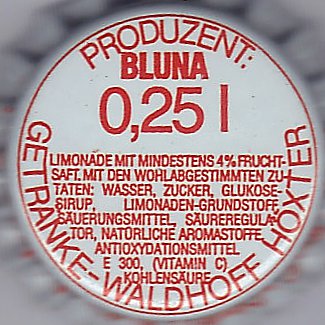 PRODUZENT:
BLUNA
0,25 l
LIMONADE MIT MINDESTENS 4% FRUCHT-
SAFT. MIT DEN WORLABGESTIMMTEN ZU-
TATEN: WASSER, ZUCKER, GLUKOSE-
SIRUP, LIMONADEN-GRUNDSTOFF,
SÄUERUNGSMITTEL, SÄUREREGULA-
TOR, NATÜRLICHE AROMASTOFFE,
ANTIOXYDATIONSMITTEL
E 300, (VITAMIN C)
KOHLENSÄURE
GETRÄNKE-WALDHOFF HÖXTER